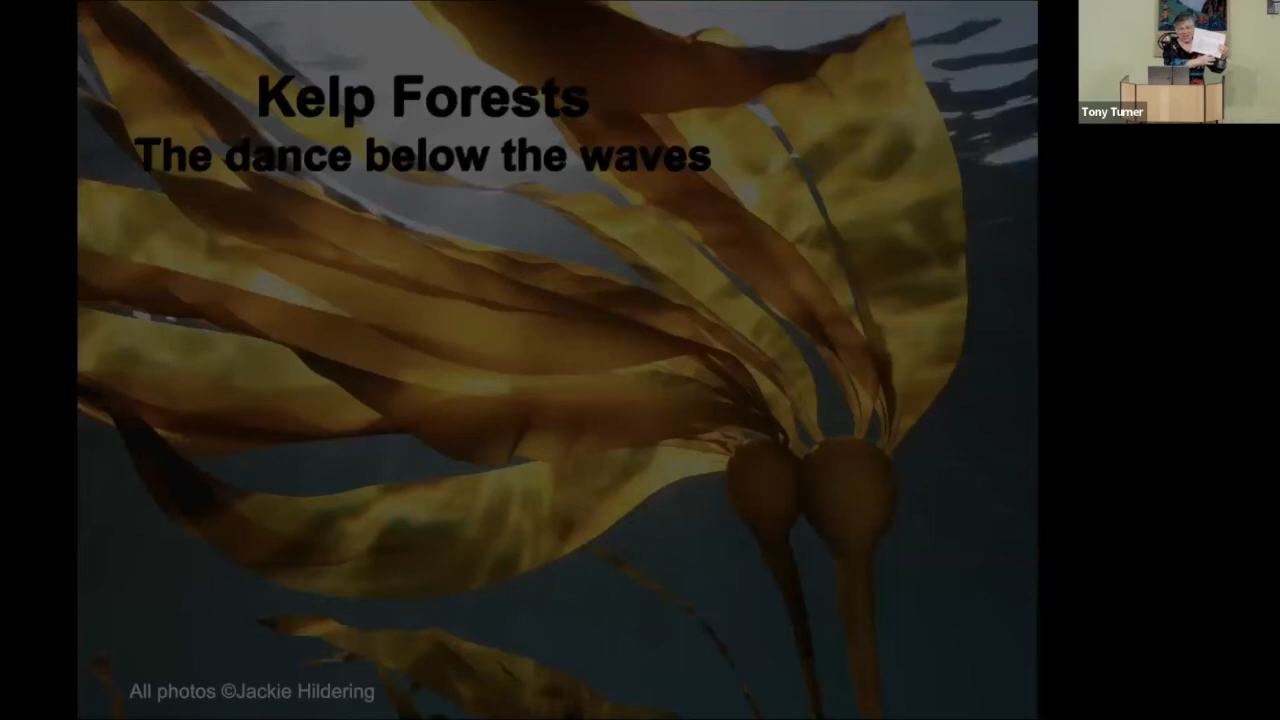 Kelp Forests
The dance below the waves
Tony Turner
All photos ©Jackie Hildering